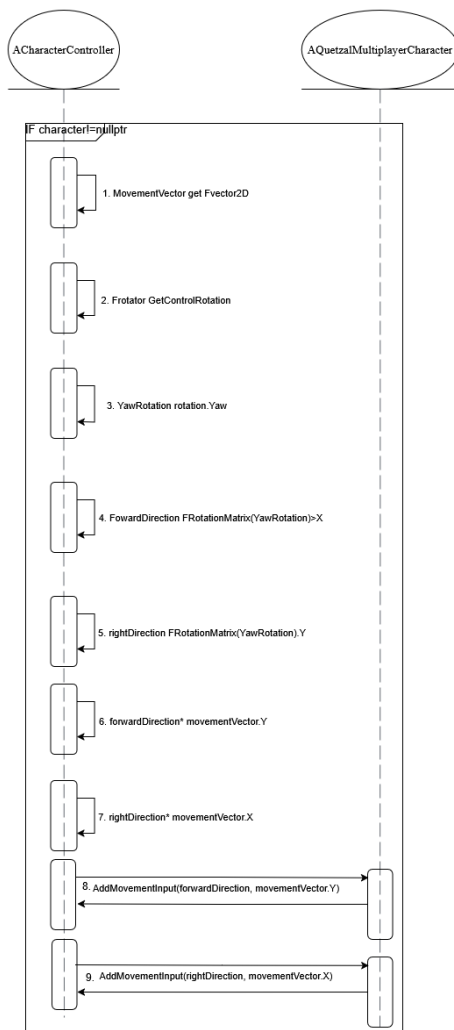 ACharacterController
AQuetzalMultiplayerCharacter
IF character!=nullptr
1. MovementVector get Fvector2D
2. Frotator GetControlRotation
3. YawRotation rotation.Yaw
4. FowardDirection FRotationMatrix(YawRotation)>X
5. rightDirection FRotationMatrix(YawRotation).Y
6. forwardDirection* movementVector.Y
7. rightDirection* movementVector.X
8. AddMovementInput(forwardDirection, movementVector.Y)
9. AddMovementInput(rightDirection, movementVector.X)